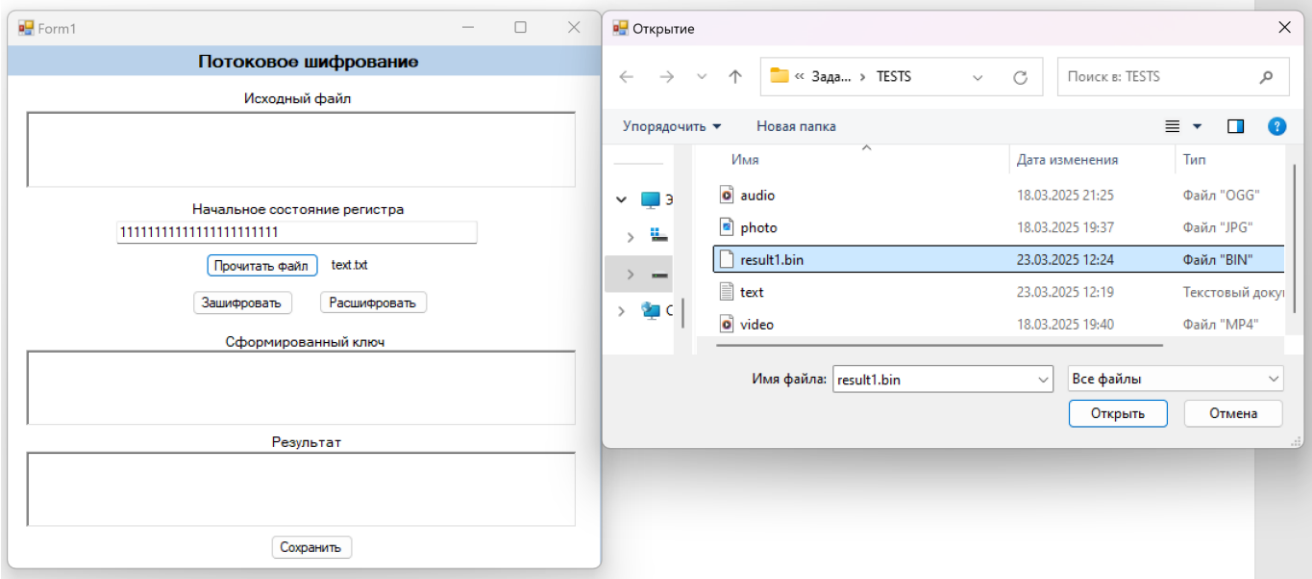 Form1
Потоковое шифрование
Исходный файл
Начальное состояние регистра
11111111111111111111111
Прочитать файл text.txt
Зашифровать Расшифровать
Сформированный ключ
Результат
Сохранить
Открытие
« Зада... › TESTS Поиск в: TESTS
Упорядочить Новая папка
Имя Дата изменения Тип
audio 18.03.2025 21:25 Файл "OGG"
photo 18.03.2025 19:37 Файл "JPG"
result1.bin 23.03.2025 12:24 Файл "BIN"
text 23.03.2025 12:19 Текстовый доку
video 18.03.2025 19:40 Файл "MP4"
Имя файла: result1.bin Все файлы
Открыть Отмена